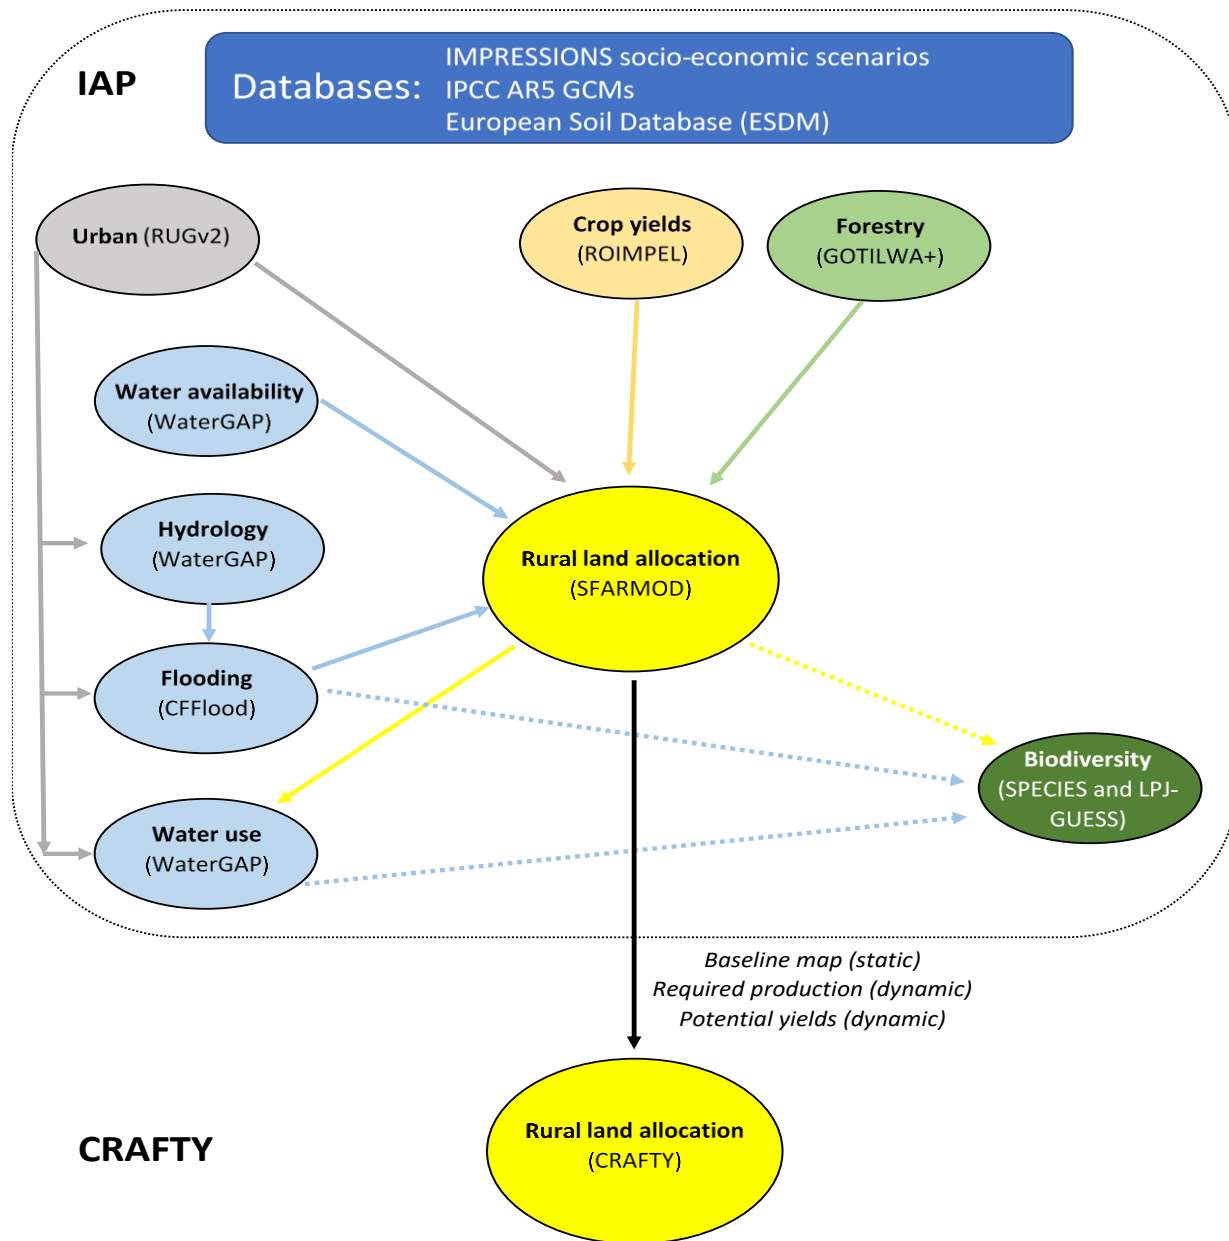 IAP
Databases:
IMPRESSIONS socio-economic scenarios
IPCC AR5 GCMs
European Soil Database (ESDM)
Urban (RUGv2)
Crop yields
(ROIMPEL)
Forestry
(GOTILWA+)
Water availability
(WaterGAP)
Hydrology
(WaterGAP)
Rural land allocation
(SFARMOD)
Flooding
(CFFlood)
Biodiversity
(SPECIES and LPJ-
GUESS)
Water use
(WaterGAP)
Baseline map (static)
Required production (dynamic)
Potential yields (dynamic)
CRAFTY
Rural land allocation
(CRAFTY)